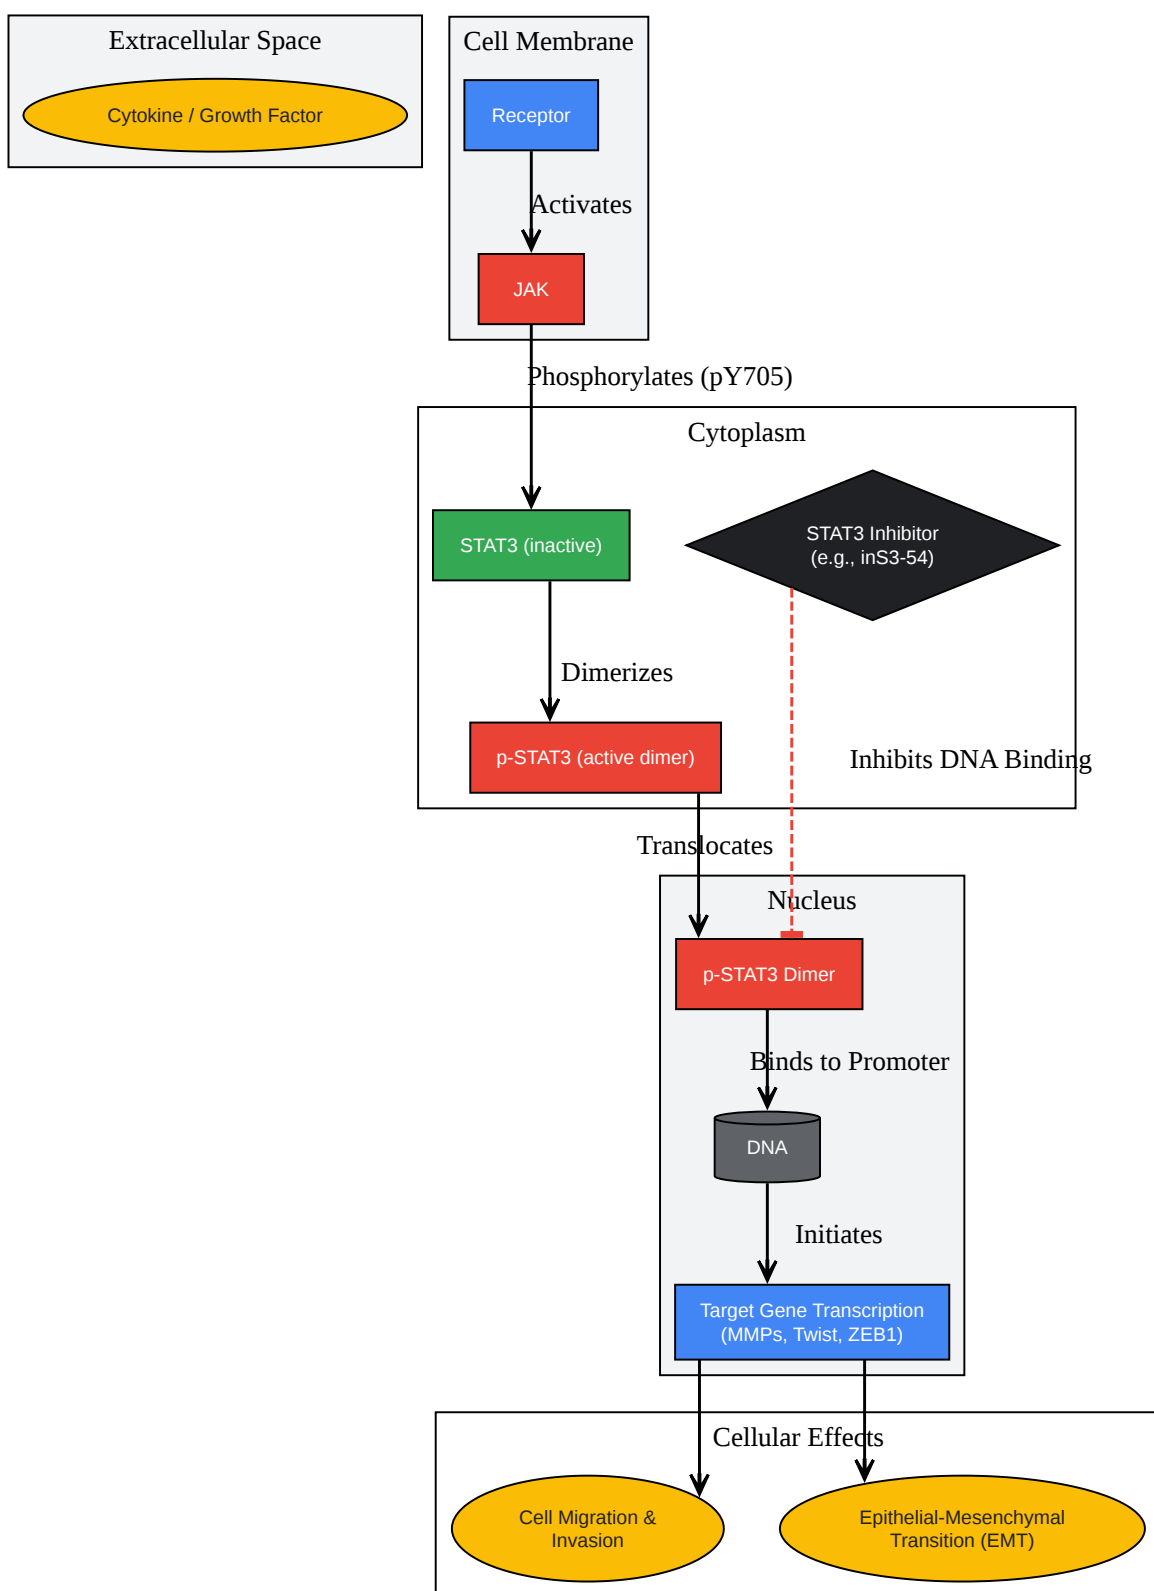 Extracellular Space
Cytokine / Growth Factor
Cell Membrane
Receptor
Activates
JAK
Phosphorylates (pY705)
Cytoplasm
STAT3 (inactive)
STAT3 Inhibitor
(e.g., inS3-54)
Dimerizes
p-STAT3 (active dimer)
Inhibits DNA Binding
Translocates
Nucleus
p-STAT3 Dimer
Binds to Promoter
DNA
Initiates
Target Gene Transcription
(MMPs, Twist, ZEB1)
Cellular Effects
Cell Migration &
Invasion
Epithelial-Mesenchymal
Transition (EMT)